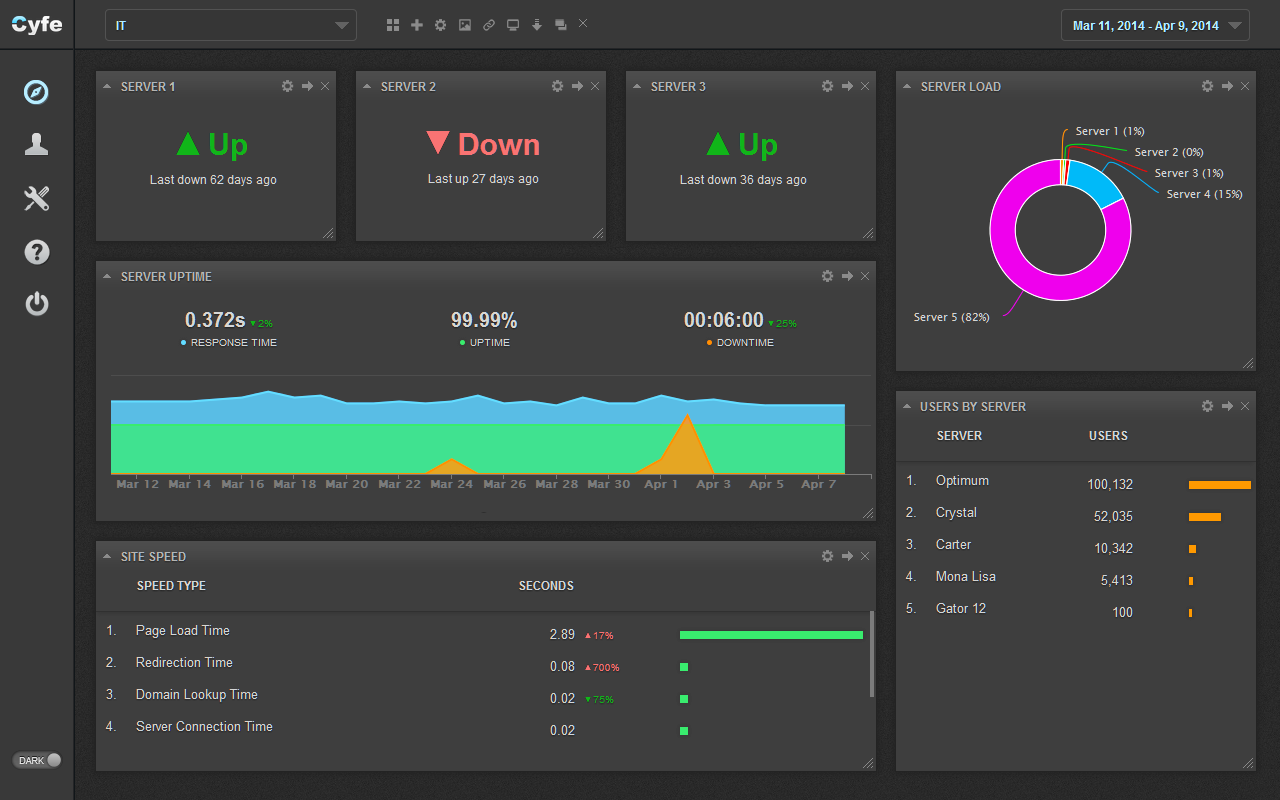 Cyfe
IT
Mar 11, 2014 - Apr 9, 2014
SERVER 1
Up
Last down 62 days ago
SERVER 2
Down
Last up 27 days ago
SERVER 3
Up
Last down 36 days ago
SERVER LOAD
Server 1 (1%)
Server 2 (0%)
Server 3 (1%)
Server 4 (15%)
Server 5 (82%)
SERVER UPTIME
0.372s ▾2%
RESPONSE TIME
99.99%
UPTIME
00:06:00 ▾25%
DOWNTIME
Mar 12 Mar 14 Mar 16 Mar 18 Mar 20 Mar 22 Mar 24 Mar 26 Mar 28 Mar 30 Apr 1 Apr 3 Apr 5 Apr 7
USERS BY SERVER
SERVER USERS
1. Optimum 100,132
2. Crystal 52,035
3. Carter 10,342
4. Mona Lisa 5,413
5. Gator 12 100
SITE SPEED
SPEED TYPE SECONDS
1. Page Load Time 2.89 ▴17%
2. Redirection Time 0.08 ▴700%
3. Domain Lookup Time 0.02 ▾75%
4. Server Connection Time 0.02
DARK